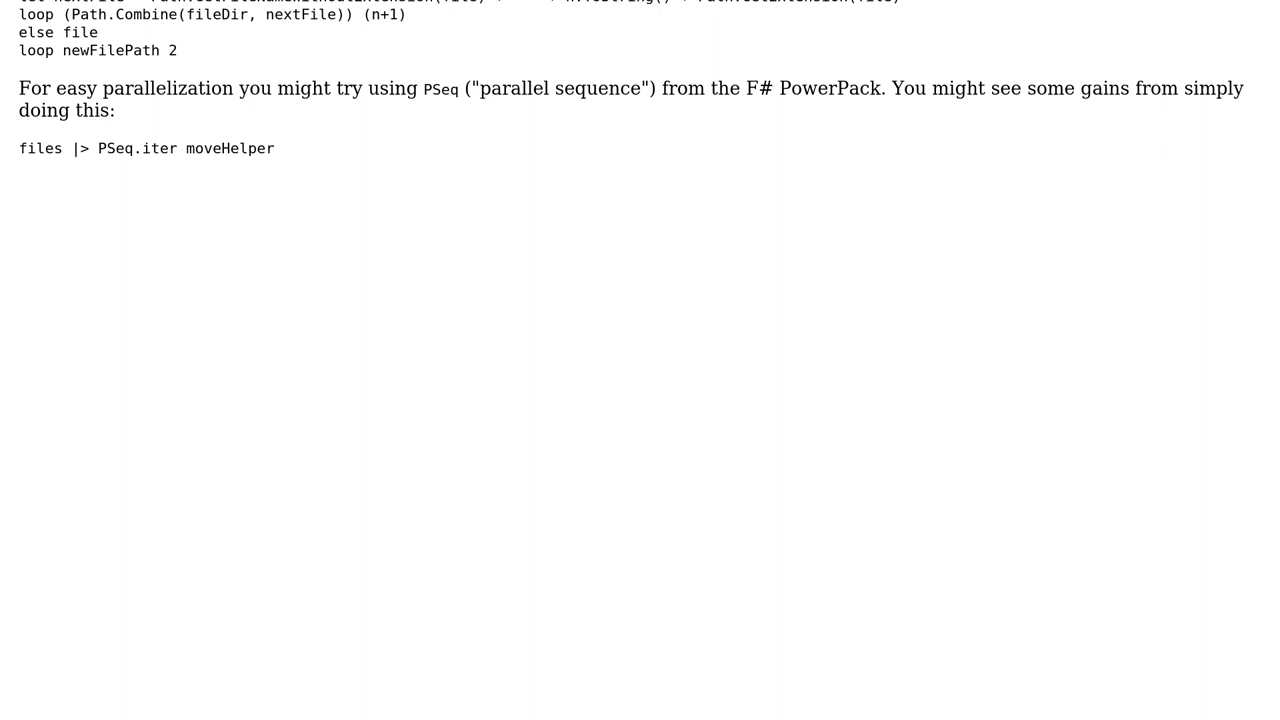 loop (Path.Combine(fileDir, nextFile)) (n+1)
else file
loop newFilePath 2
For easy parallelization you might try using PSeq ("parallel sequence") from the F# PowerPack. You might see some gains from simply
doing this:
files |> PSeq.iter moveHelper